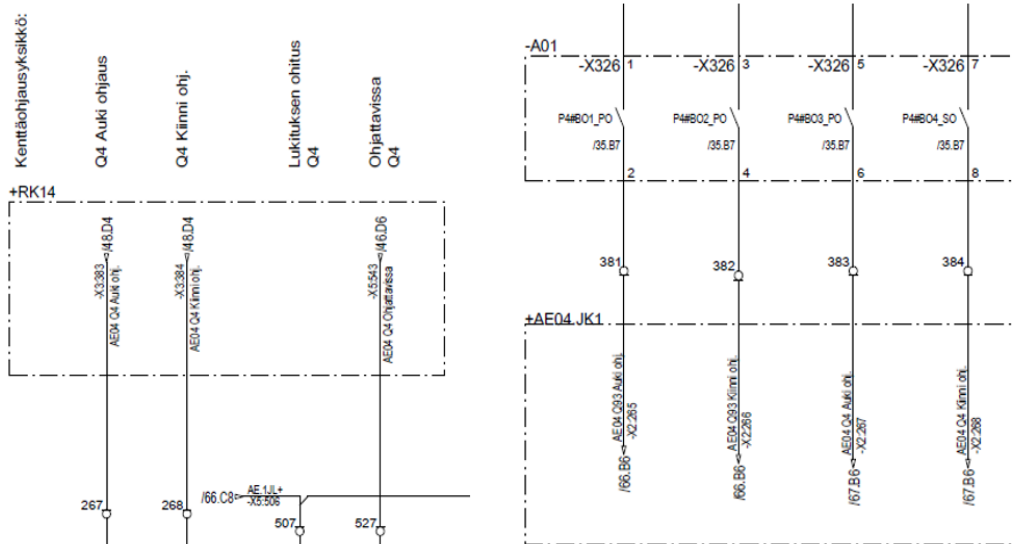 Kenttäohjausyksikkö:
Q4 Auki ohjaus
Q4 Kiinni ohj.
Lukituksen ohitus
Q4
Ohjattavissa
Q4
+RK14
/48.D4
-X3:383
AE04 Q4 Auki ohj.
/48.D4
-X3:384
AE04 Q4 Kiinni ohj.
/46.D6
-X5:543
AE04 Q4 Ohjattavissa
/66.C8
AE.1JL+
-X5:506
267
268
507
527
-A01
-X326 1
-X326 3
-X326 5
-X326 7
P4#BO1_PO
P4#BO2_PO
P4#BO3_PO
P4#BO4_SO
/35.B7
/35.B7
/35.B7
/35.B7
2
4
6
8
381
382
383
384
+AE04.JK1
AE04 Q93 Auki ohj.
-X2:265
/66.B6
AE04 Q93 Kiinni ohj.
-X2:266
/66.B6
AE04 Q4 Auki ohj.
-X2:267
/67.B6
AE04 Q4 Kiinni ohj.
-X2:268
/67.B6